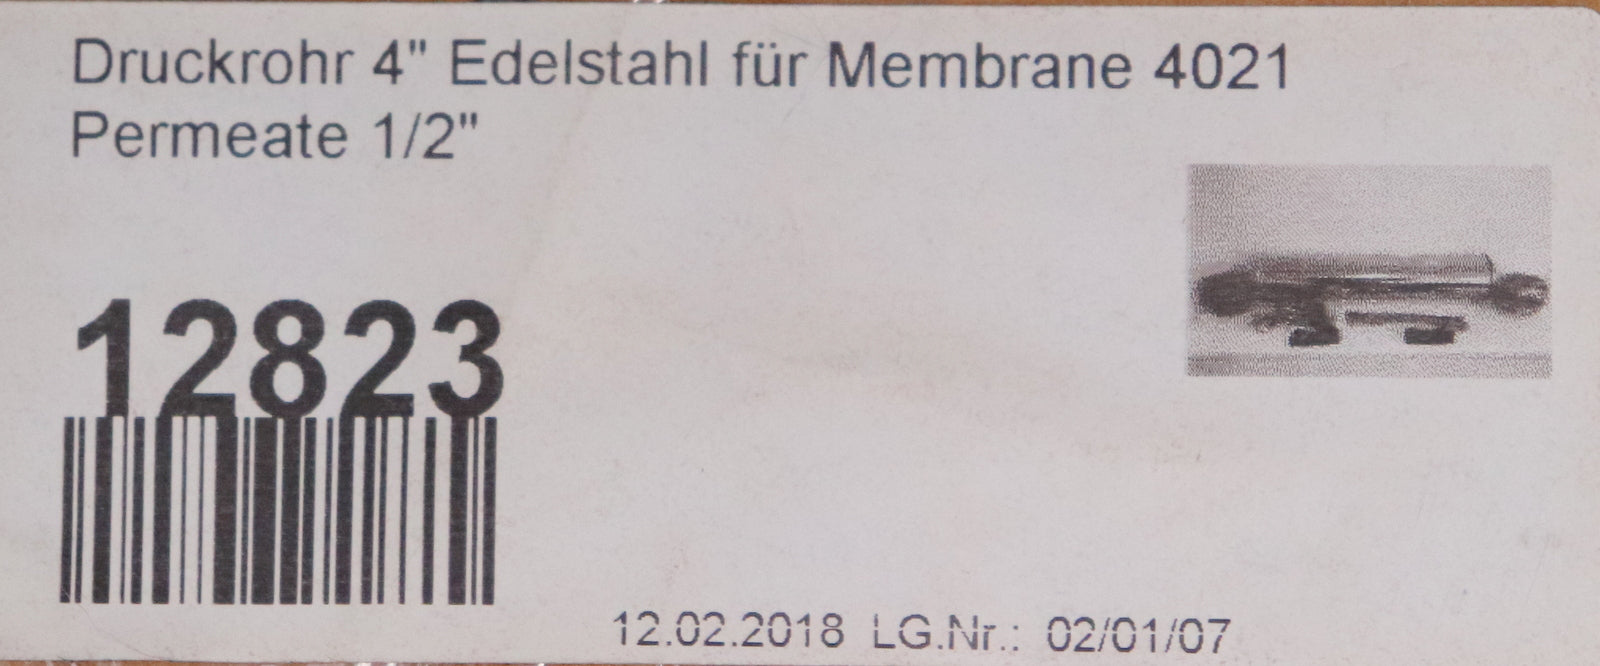 Druckrohr 4" Edelstahl für Membrane 4021
Permeate 1/2"
12823
12.02.2018 LG.Nr.: 02/01/07